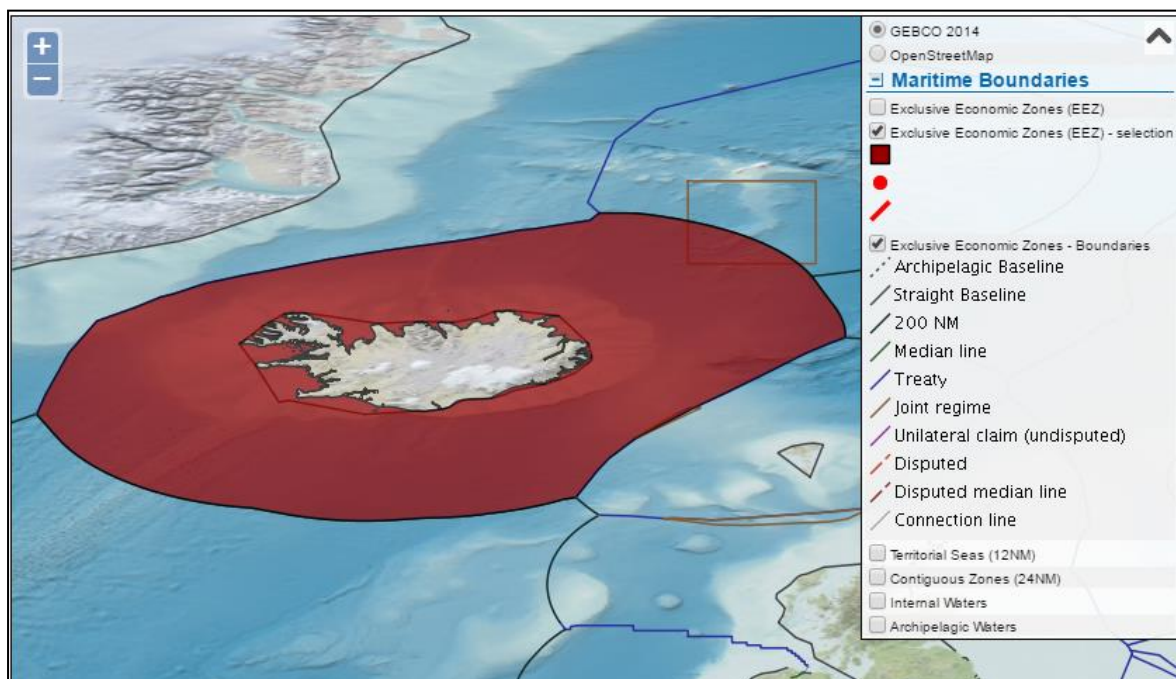 +
−
GEBCO 2014
OpenStreetMap
Maritime Boundaries
Exclusive Economic Zones (EEZ)
Exclusive Economic Zones (EEZ) - selection
Exclusive Economic Zones - Boundaries
Archipelagic Baseline
Straight Baseline
200 NM
Median line
Treaty
Joint regime
Unilateral claim (undisputed)
Disputed
Disputed median line
Connection line
Territorial Seas (12NM)
Contiguous Zones (24NM)
Internal Waters
Archipelagic Waters